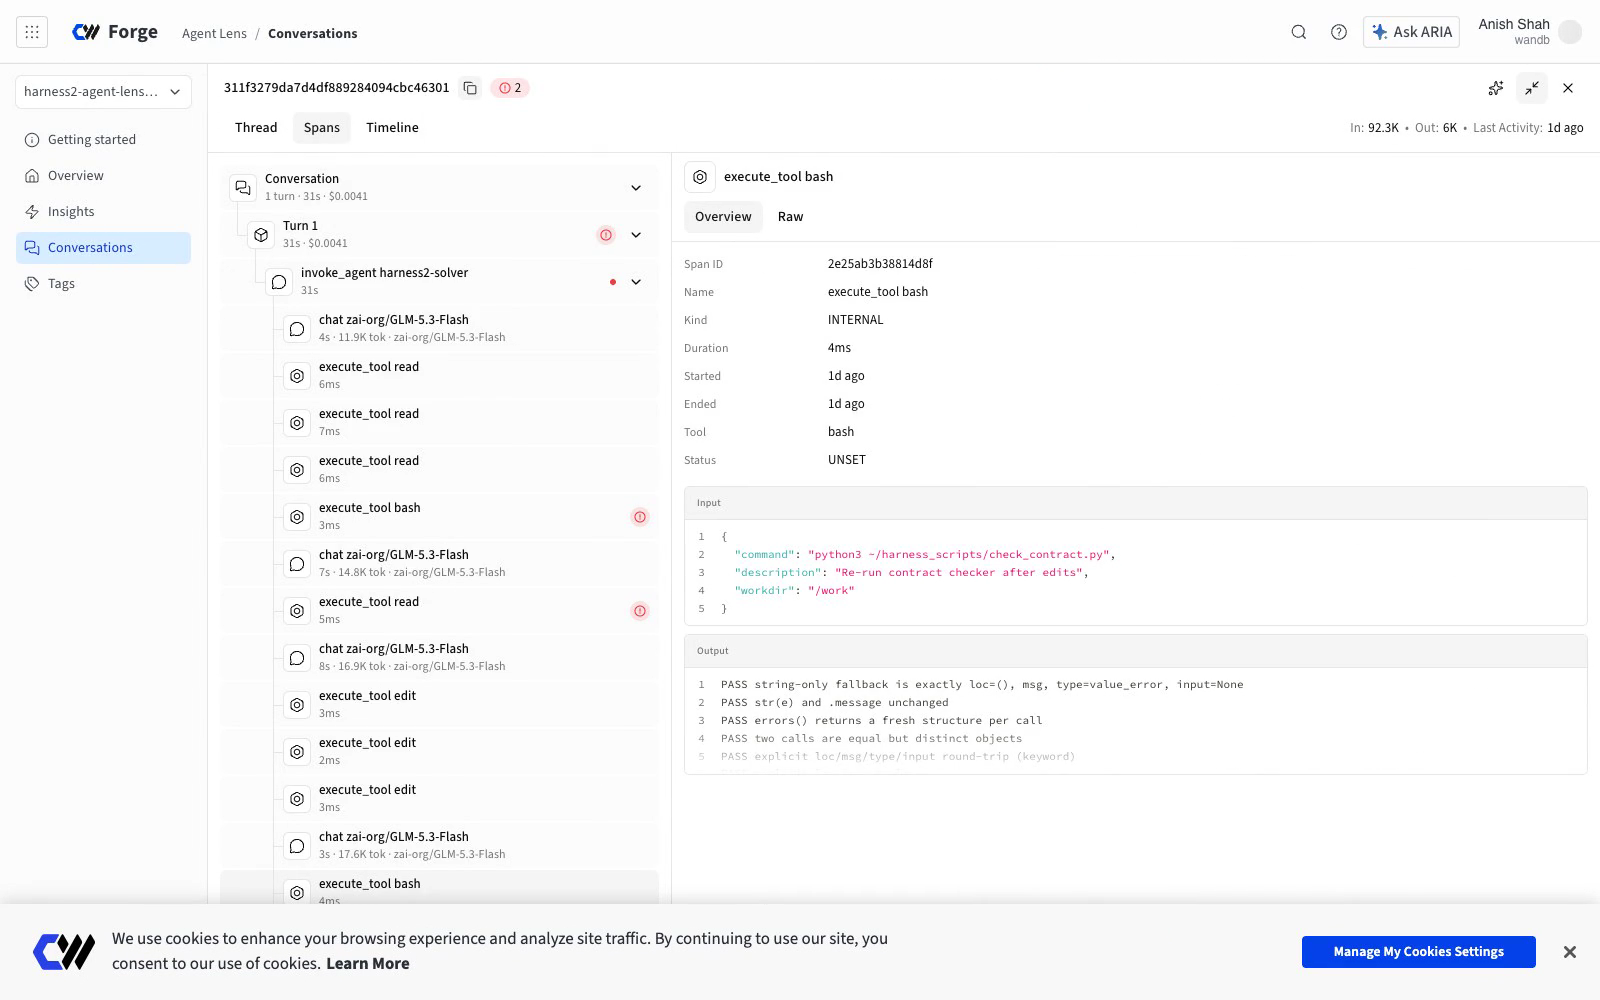 Forge
Agent Lens / Conversations
Ask ARIA
Anish Shah
wandb
harness2-agent-lens...
Getting started
Overview
Insights
Conversations
Tags
311f3279da7d4df889284094cbc46301
2
Thread
Spans
Timeline
In: 92.3K • Out: 6K • Last Activity: 1d ago
Conversation
1 turn · 31s · $0.0041
Turn 1
31s · $0.0041
invoke_agent harness2-solver
31s
chat zai-org/GLM-5.3-Flash
4s · 11.9K tok · zai-org/GLM-5.3-Flash
execute_tool read
6ms
execute_tool read
7ms
execute_tool read
6ms
execute_tool bash
3ms
chat zai-org/GLM-5.3-Flash
7s · 14.8K tok · zai-org/GLM-5.3-Flash
execute_tool read
5ms
chat zai-org/GLM-5.3-Flash
8s · 16.9K tok · zai-org/GLM-5.3-Flash
execute_tool edit
3ms
execute_tool edit
2ms
execute_tool edit
3ms
chat zai-org/GLM-5.3-Flash
3s · 17.6K tok · zai-org/GLM-5.3-Flash
execute_tool bash
4ms
execute_tool bash
Overview
Raw
Span ID 2e25ab3b38814d8f
Name execute_tool bash
Kind INTERNAL
Duration 4ms
Started 1d ago
Ended 1d ago
Tool bash
Status UNSET
Input
1 {
2 "command": "python3 ~/harness_scripts/check_contract.py",
3 "description": "Re-run contract checker after edits",
4 "workdir": "/work"
5 }
Output
1 PASS string-only fallback is exactly loc=(), msg, type=value_error, input=None
2 PASS str(e) and .message unchanged
3 PASS errors() returns a fresh structure per call
4 PASS two calls are equal but distinct objects
5 PASS explicit loc/msg/type/input round-trip (keyword)
We use cookies to enhance your browsing experience and analyze site traffic. By continuing to use our site, you
consent to our use of cookies. Learn More
Manage My Cookies Settings